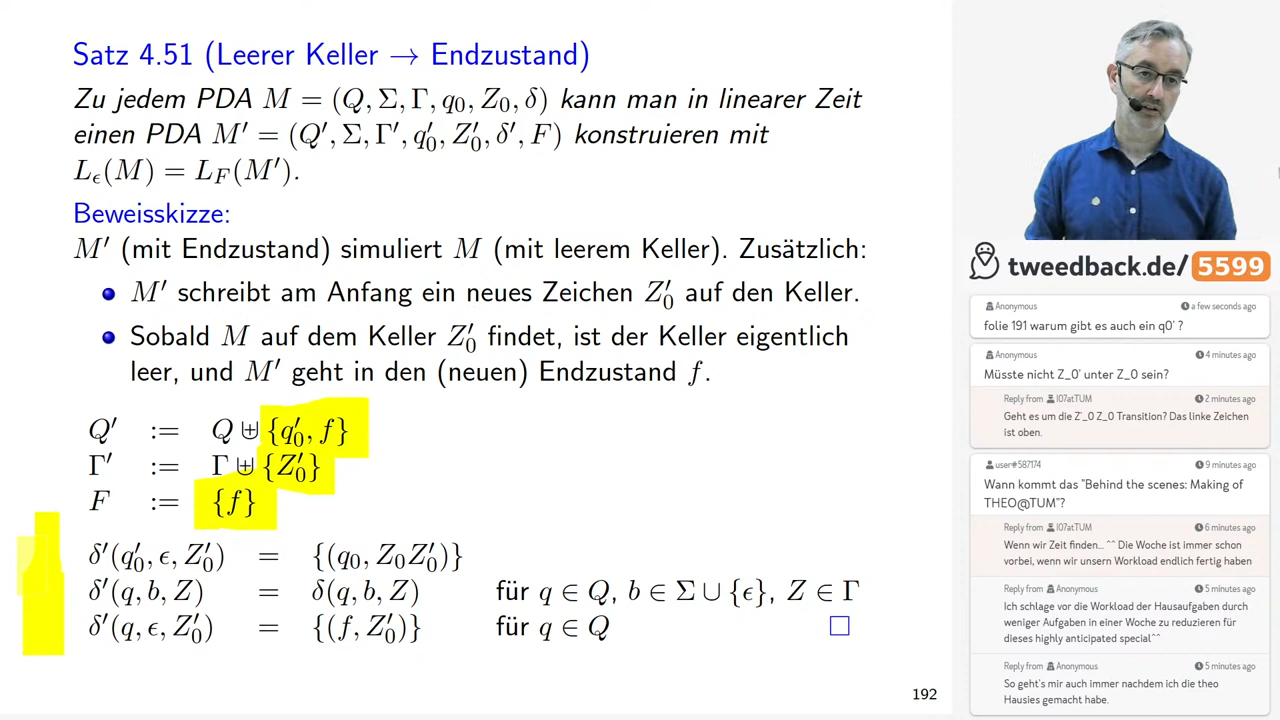 Satz 4.51 (Leerer Keller → Endzustand)
Zu jedem PDA M = (Q, Σ, Γ, q₀, Z₀, δ) kann man in linearer Zeit
einen PDA M′ = (Q′, Σ, Γ′, q′₀, Z′₀, δ′, F) konstruieren mit
L_ϵ(M) = L_F(M′).
Beweisskizze:
M′ (mit Endzustand) simuliert M (mit leerem Keller). Zusätzlich:
M′ schreibt am Anfang ein neues Zeichen Z′₀ auf den Keller.
Sobald M auf dem Keller Z′₀ findet, ist der Keller eigentlich
leer, und M′ geht in den (neuen) Endzustand f.
Q′ := Q ⊎ {q′₀, f}
Γ′ := Γ ⊎ {Z′₀}
F := {f}
δ′(q′₀, ϵ, Z′₀) = {(q₀, Z₀Z′₀)}
δ′(q, b, Z) = δ(q, b, Z) für q ∈ Q, b ∈ Σ ∪ {ϵ}, Z ∈ Γ
δ′(q, ϵ, Z′₀) = {(f, Z′₀)} für q ∈ Q □
192
tweedback.de/ 5599
Anonymous a few seconds ago
folie 191 warum gibt es auch ein q0' ?
Anonymous 4 minutes ago
Müsste nicht Z_0' unter Z_0 sein?
Reply from I07atTUM 2 minutes ago
Geht es um die Z'_0 Z_0 Transition? Das linke Zeichen
ist oben.
user#587174 9 minutes ago
Wann kommt das "Behind the scenes: Making of
THEO@TUM"?
Reply from I07atTUM 6 minutes ago
Wenn wir Zeit finden... ^^ Die Woche ist immer schon
vorbei, wenn wir unsern Workload endlich fertig haben
Reply from Anonymous 5 minutes ago
Ich schlage vor die Workload der Hausaufgaben durch
weniger Aufgaben in einer Woche zu reduzieren für
dieses highly anticipated special^^
Reply from Anonymous 5 minutes ago
So geht's mir auch immer nachdem ich die theo
Hausies gemacht habe.